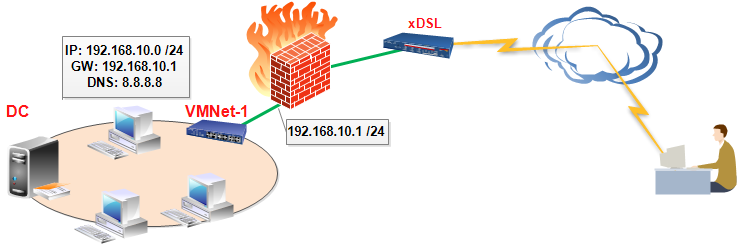 xDSL
IP: 192.168.10.0 /24
GW: 192.168.10.1
DNS: 8.8.8.8
DC
VMNet-1
192.168.10.1 /24